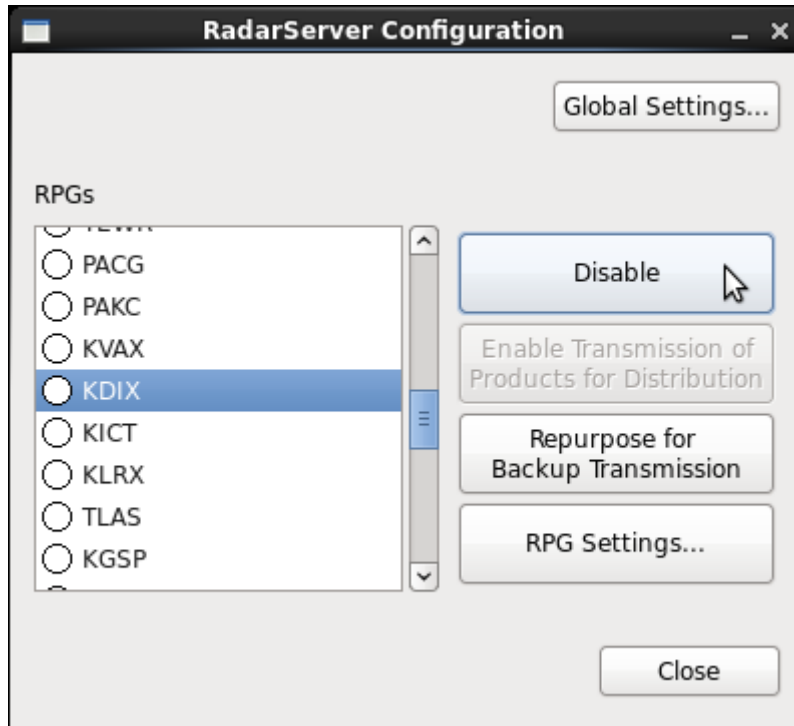 RadarServer Configuration
Global Settings...
RPGs
PACG
PAKC
KVAX
KDIX
KICT
KLRX
TLAS
KGSP
Disable
Enable Transmission of
Products for Distribution
Repurpose for
Backup Transmission
RPG Settings...
Close